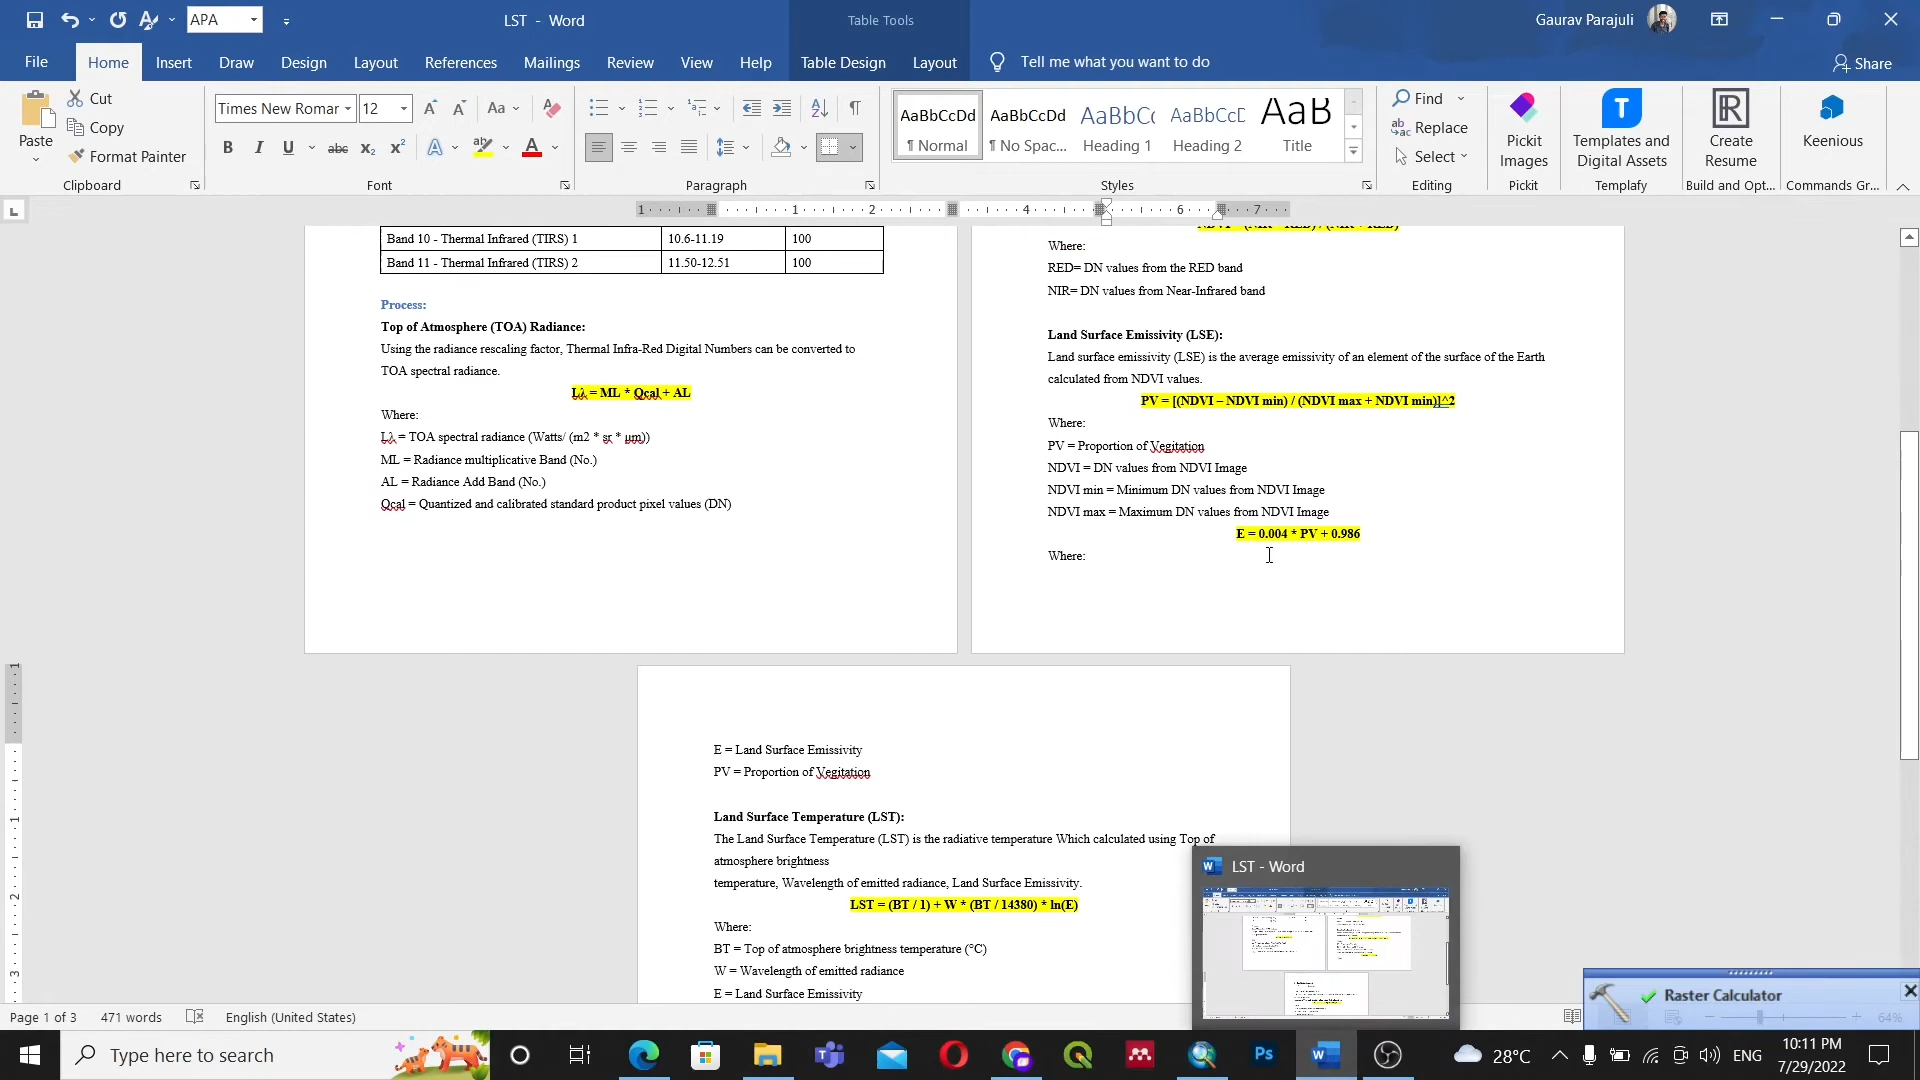 APA
LST - Word
Table Tools
Gaurav Parajuli
File
Home
Insert
Draw
Design
Layout
References
Mailings
Review
View
Help
Table Design
Layout
Tell me what you want to do
Share
Paste
Cut
Copy
Format Painter
Clipboard
Times New Roman
12
Font
Paragraph
AaBbCcDd
¶ Normal
AaBbCcDd
¶ No Spac...
AaBbCc
Heading 1
AaBbCcD
Heading 2
AaB
Title
Styles
Find
Replace
Select
Editing
Pickit
Images
Pickit
Templates and
Digital Assets
Templafy
Create
Resume
Build and Opt...
Keenious
Commands Gr...
Band 10 - Thermal Infrared (TIRS) 1 10.6-11.19 100
Band 11 - Thermal Infrared (TIRS) 2 11.50-12.51 100
Process:
Top of Atmosphere (TOA) Radiance:
Using the radiance rescaling factor, Thermal Infra-Red Digital Numbers can be converted to
TOA spectral radiance.
Lλ = ML * Qcal + AL
Where:
Lλ = TOA spectral radiance (Watts/ (m2 * sr * μm))
ML = Radiance multiplicative Band (No.)
AL = Radiance Add Band (No.)
Qcal = Quantized and calibrated standard product pixel values (DN)
NDVI = (NIR - RED) / (NIR + RED)
Where:
RED= DN values from the RED band
NIR= DN values from Near-Infrared band
Land Surface Emissivity (LSE):
Land surface emissivity (LSE) is the average emissivity of an element of the surface of the Earth
calculated from NDVI values.
PV = [(NDVI – NDVI min) / (NDVI max + NDVI min)]^2
Where:
PV = Proportion of Vegitation
NDVI = DN values from NDVI Image
NDVI min = Minimum DN values from NDVI Image
NDVI max = Maximum DN values from NDVI Image
E = 0.004 * PV + 0.986
Where:
E = Land Surface Emissivity
PV = Proportion of Vegitation
Land Surface Temperature (LST):
The Land Surface Temperature (LST) is the radiative temperature Which calculated using Top of
atmosphere brightness
temperature, Wavelength of emitted radiance, Land Surface Emissivity.
LST = (BT / 1) + W * (BT / 14380) * ln(E)
Where:
BT = Top of atmosphere brightness temperature (°C)
W = Wavelength of emitted radiance
E = Land Surface Emissivity
LST - Word
Raster Calculator
Page 1 of 3
471 words
English (United States)
64%
Type here to search
28°C
ENG
10:11 PM
7/29/2022